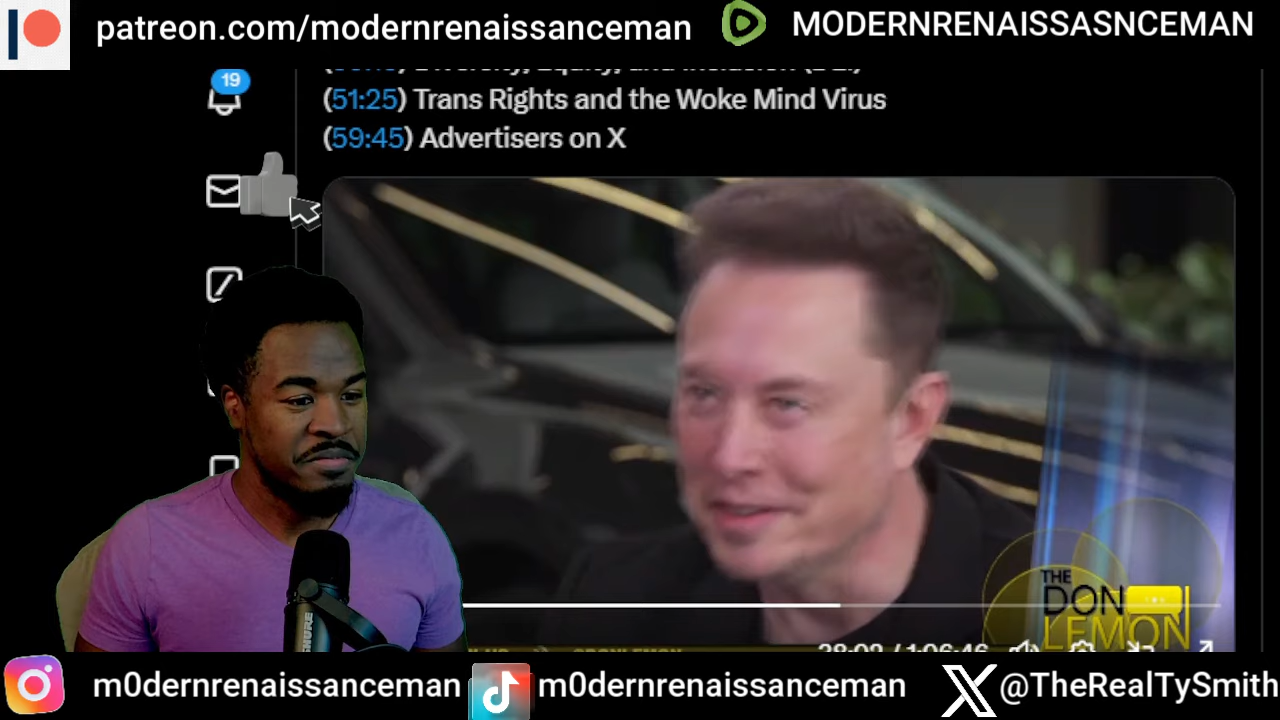 patreon.com/modernrenaissanceman
MODERNRENAISSASNCEMAN
19
(51:25) Trans Rights and the Woke Mind Virus
(59:45) Advertisers on X
THE
DON
LEMON
SHURE
m0dernrenaissanceman
m0dernrenaissanceman
@TheRealTySmith